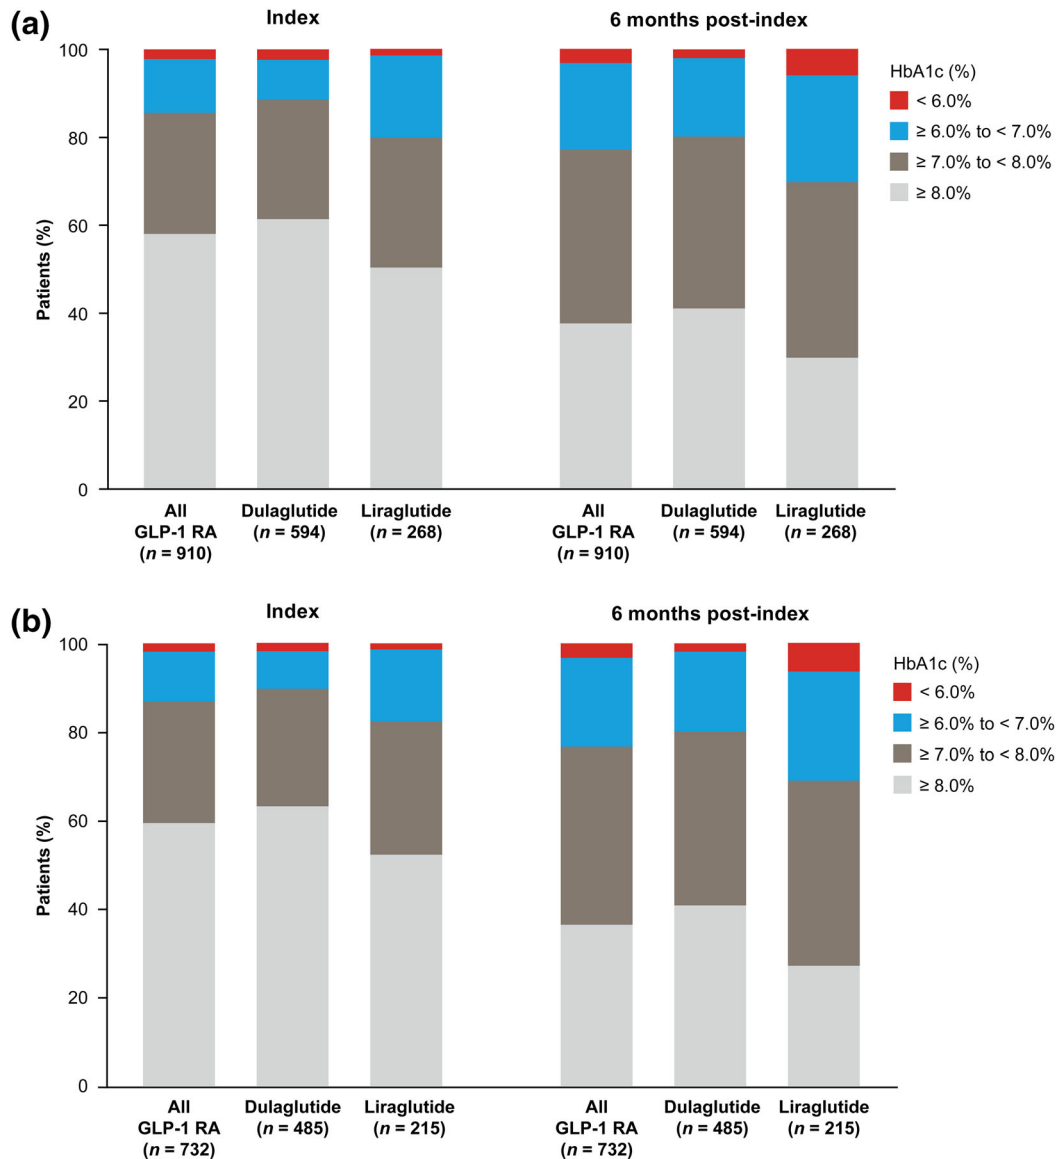 (a)
Index
6 months post-index
100
80
60
40
20
0
Patients (%)
HbA1c (%)
< 6.0%
≥ 6.0% to < 7.0%
≥ 7.0% to < 8.0%
≥ 8.0%
All
GLP-1 RA
(n = 910)
Dulaglutide
(n = 594)
Liraglutide
(n = 268)
All
GLP-1 RA
(n = 910)
Dulaglutide
(n = 594)
Liraglutide
(n = 268)
(b)
Index
6 months post-index
100
80
60
40
20
0
Patients (%)
HbA1c (%)
< 6.0%
≥ 6.0% to < 7.0%
≥ 7.0% to < 8.0%
≥ 8.0%
All
GLP-1 RA
(n = 732)
Dulaglutide
(n = 485)
Liraglutide
(n = 215)
All
GLP-1 RA
(n = 732)
Dulaglutide
(n = 485)
Liraglutide
(n = 215)